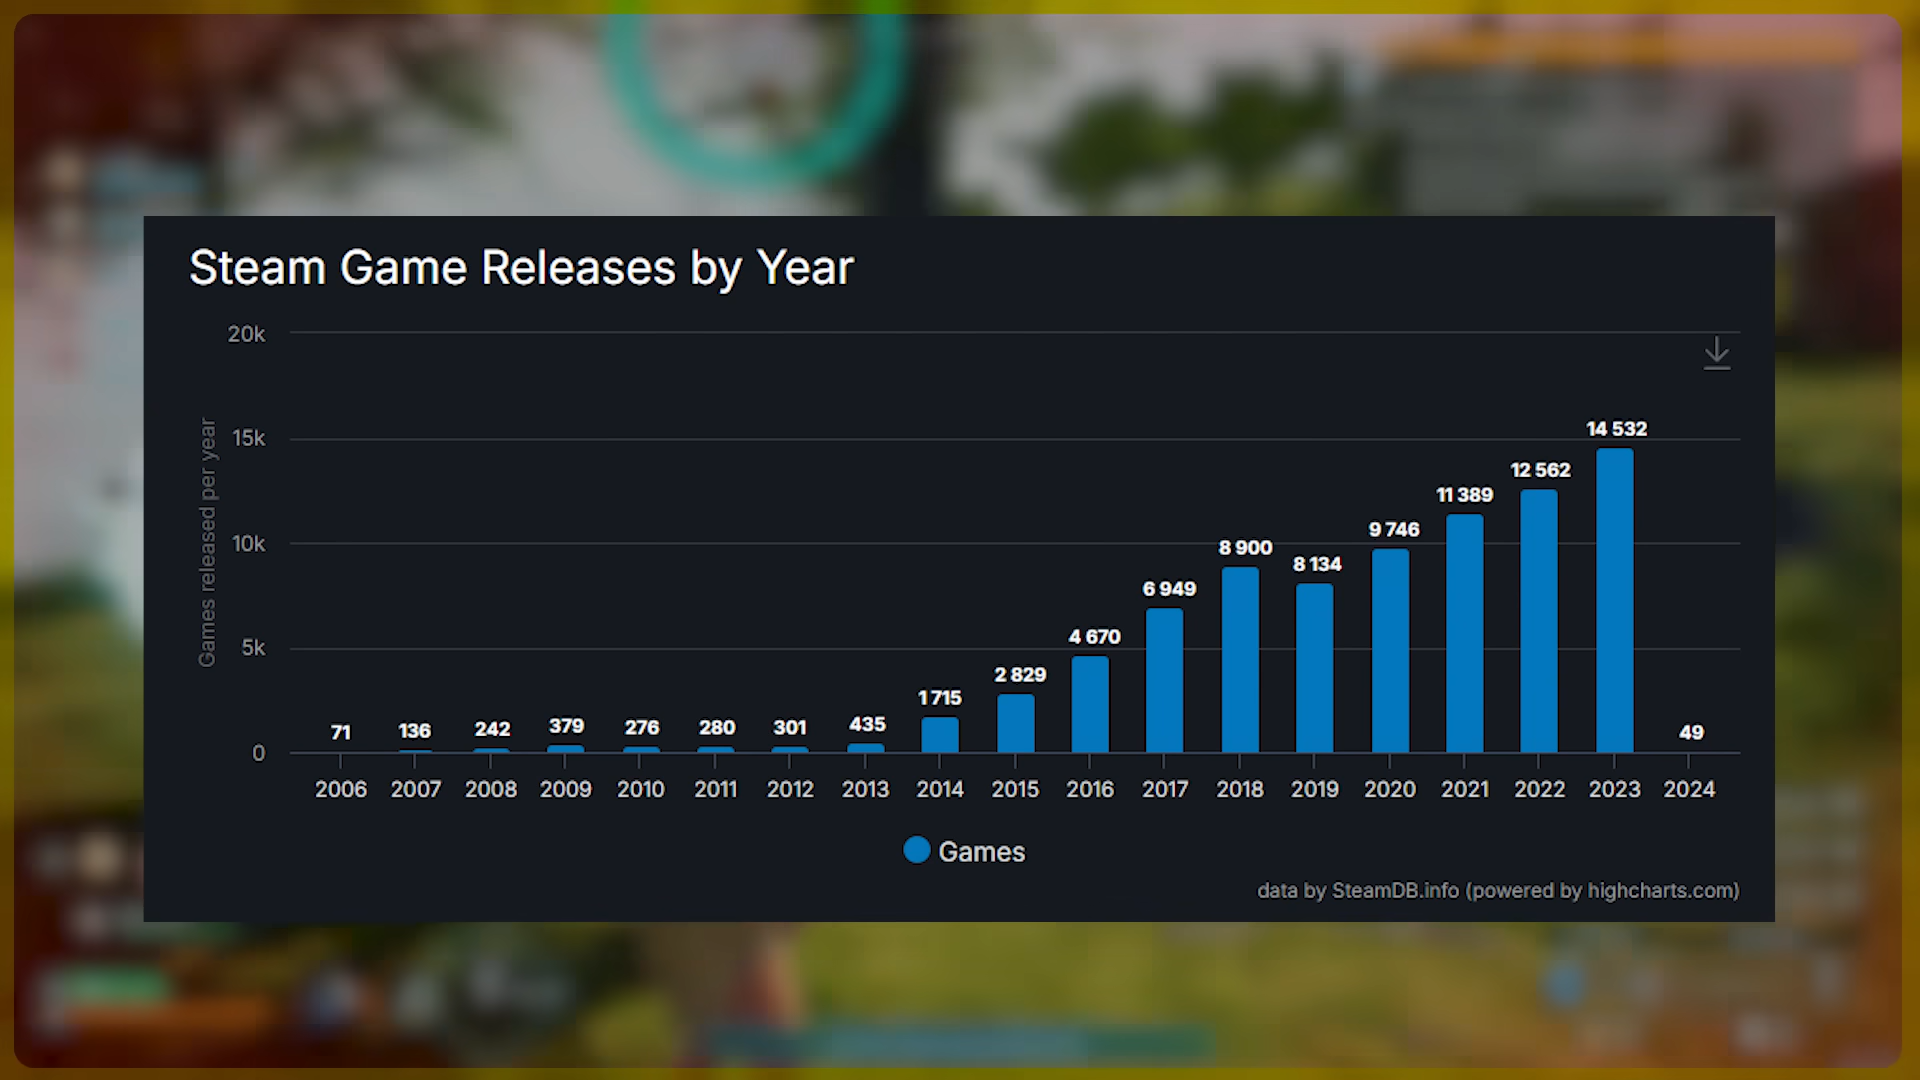 Steam Game Releases by Year
20k
15k
10k
5k
0
Games released per year
71 136 242 379 276 280 301 435 1 715 2 829 4 670 6 949 8 900 8 134 9 746 11 389 12 562 14 532 49
2006 2007 2008 2009 2010 2011 2012 2013 2014 2015 2016 2017 2018 2019 2020 2021 2022 2023 2024
Games
data by SteamDB.info (powered by highcharts.com)